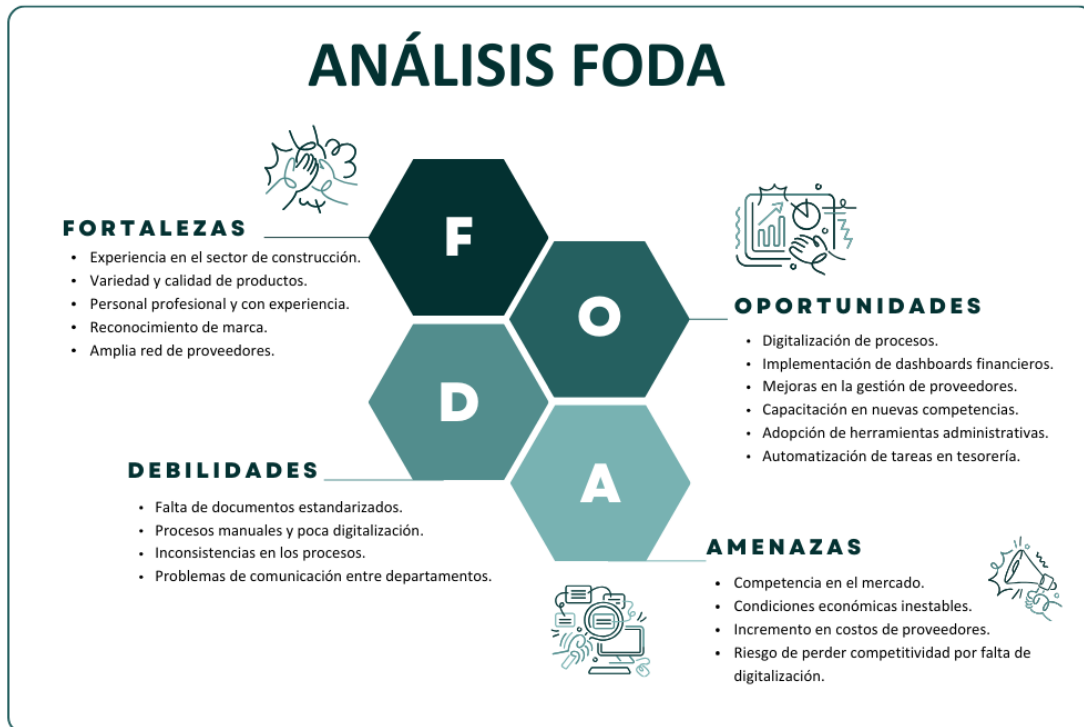 ANÁLISIS FODA
F
FORTALEZAS
• Experiencia en el sector de construcción.
• Variedad y calidad de productos.
• Personal profesional y con experiencia.
• Reconocimiento de marca.
• Amplia red de proveedores.
O
OPORTUNIDADES
• Digitalización de procesos.
• Implementación de dashboards financieros.
• Mejoras en la gestión de proveedores.
• Capacitación en nuevas competencias.
• Adopción de herramientas administrativas.
• Automatización de tareas en tesorería.
D
DEBILIDADES
• Falta de documentos estandarizados.
• Procesos manuales y poca digitalización.
• Inconsistencias en los procesos.
• Problemas de comunicación entre departamentos.
A
AMENAZAS
• Competencia en el mercado.
• Condiciones económicas inestables.
• Incremento en costos de proveedores.
• Riesgo de perder competitividad por falta de
digitalización.